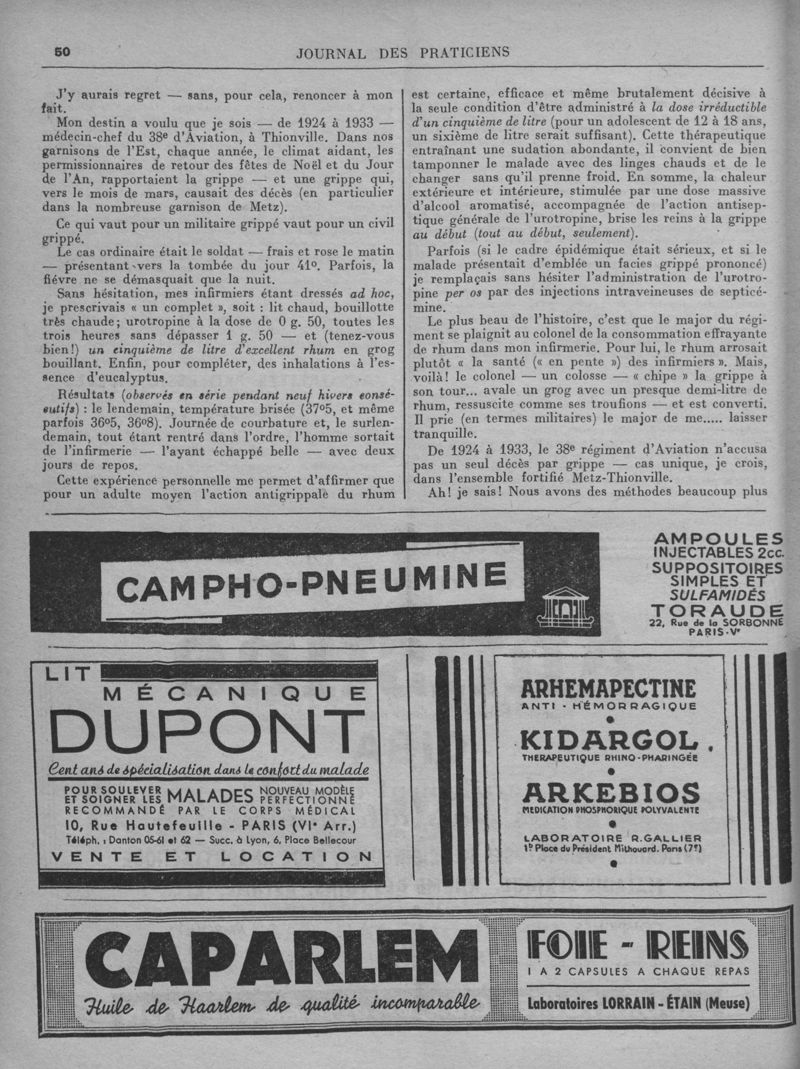 50
JOURNAL DES PRATICIENS
J'y aurais regret — sans, pour cela, renoncer à mon
fait.
Mon destin a voulu que je sois — de 1924 à 1933 —
médecin-chef du 38e d'Aviation, à Thionville. Dans nos
garnisons de l'Est, chaque année, le climat aidant, les
permissionnaires de retour des fêtes de Noël et du Jour
de l'An, rapportaient la grippe — et une grippe qui,
vers le mois de mars, causait des décès (en particulier
dans la nombreuse garnison de Metz).
Ce qui vaut pour un militaire grippé vaut pour un civil
grippé.
Le cas ordinaire était le soldat — frais et rose le matin
— présentant vers la tombée du jour 41°. Parfois, la
fièvre ne se démasquait que la nuit.
Sans hésitation, mes infirmiers étant dressés ad hoc,
je prescrivais « un complet », soit : lit chaud, bouillotte
très chaude; urotropine à la dose de 0 g. 50, toutes les
trois heures sans dépasser 1 g. 50 — et (tenez-vous
bien!) un cinquième de litre d'excellent rhum en grog
bouillant. Enfin, pour compléter, des inhalations à l'es-
sence d'eucalyptus.
Résultats (observés en série pendant neuf hivers consé-
cutifs) : le lendemain, température brisée (37°5, et même
parfois 36°5, 36°8). Journée de courbature et, le surlen-
demain, tout étant rentré dans l'ordre, l'homme sortait
de l'infirmerie — l'ayant échappé belle — avec deux
jours de repos.
Cette expérience personnelle me permet d'affirmer que
pour un adulte moyen l'action antigrippale du rhum
est certaine, efficace et même brutalement décisive à
la seule condition d'être administré à la dose irréductible
d'un cinquième de litre (pour un adolescent de 12 à 18 ans,
un sixième de litre serait suffisant). Cette thérapeutique
entraînant une sudation abondante, il convient de bien
tamponner le malade avec des linges chauds et de le
changer sans qu'il prenne froid. En somme, la chaleur
extérieure et intérieure, stimulée par une dose massive
d'alcool aromatisé, accompagnée de l'action antisep-
tique générale de l'urotropine, brise les reins à la grippe
au début (tout au début, seulement).
Parfois (si le cadre épidémique était sérieux, et si le
malade présentait d'emblée un facies grippé prononcé)
je remplaçais sans hésiter l'administration de l'urotro-
pine per os par des injections intraveineuses de septicé-
mine.
Le plus beau de l'histoire, c'est que le major du régi-
ment se plaignit au colonel de la consommation effrayante
de rhum dans mon infirmerie. Pour lui, le rhum arrosait
plutôt « la santé (« en pente ») des infirmiers ». Mais,
voilà! le colonel — un colosse — « chipe » la grippe à
son tour... avale un grog avec un presque demi-litre de
rhum, ressuscite comme ses troufions — et est converti.
Il prie (en termes militaires) le major de me..... laisser
tranquille.
De 1924 à 1933, le 38e régiment d'Aviation n'accusa
pas un seul décès par grippe — cas unique, je crois,
dans l'ensemble fortifié Metz-Thionville.
Ah! je sais! Nous avons des méthodes beaucoup plus
CAMPHO-PNEUMINE
AMPOULES
INJECTABLES 2cc.
SUPPOSITOIRES
SIMPLES ET
SULFAMIDÉS
TORAUDE
22, Rue de la SORBONNE
PARIS-Ve
LIT
MÉCANIQUE
DUPONT
Cent ans de spécialisation dans le confort du malade
POUR SOULEVER ET SOIGNER LES MALADES NOUVEAU MODÈLE PERFECTIONNÉ
RECOMMANDÉ PAR LE CORPS MÉDICAL
10, Rue Hautefeuille - PARIS (VIe Arr.)
Téléph. : Danton 05-61 et 62 — Succ. à Lyon, 6, Place Bellecour
VENTE ET LOCATION
ARHEMAPECTINE
ANTI-HÉMORRAGIQUE
KIDARGOL
THERAPEUTIQUE RHINO-PHARINGÉE
ARKEBIOS
MEDICATION PHOSPHORIQUE POLYVALENTE
LABORATOIRE R.GALLIER
1b Place du Président Mithouard. Paris (7e)
CAPARLEM
Huile de Haarlem de qualité incomparable
FOIE - REINS
1 A 2 CAPSULES A CHAQUE REPAS
Laboratoires LORRAIN - ÉTAIN (Meuse)